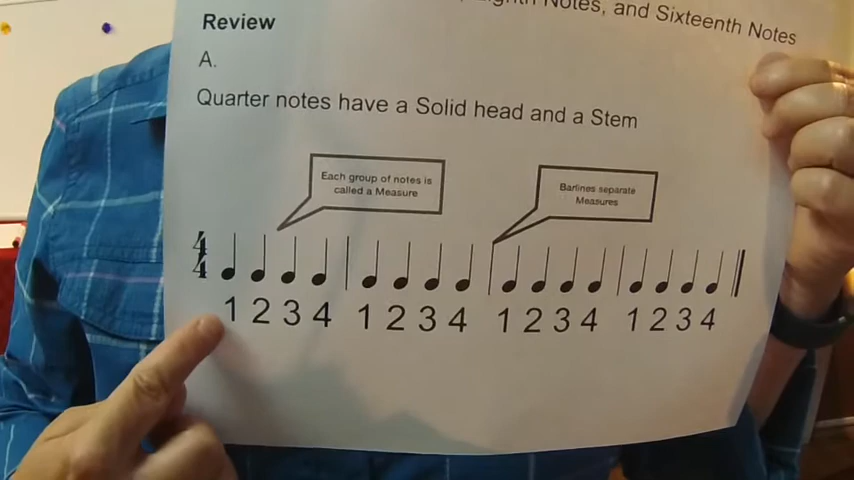 Eighth Notes, and Sixteenth Notes
Review
A.
Quarter notes have a Solid head and a Stem
Each group of notes is
called a Measure
Barlines separate
Measures
4
4
1 2 3 4 1 2 3 4 1 2 3 4 1 2 3 4